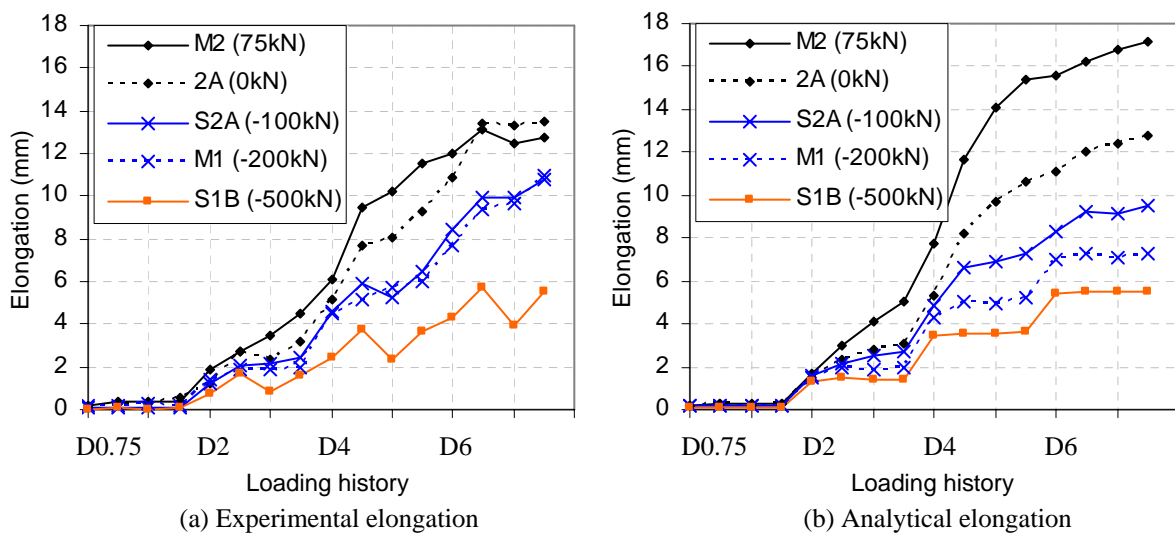 18
16
14
12
10
8
6
4
2
0
Elongation (mm)
M2 (75kN)
2A (0kN)
S2A (-100kN)
M1 (-200kN)
S1B (-500kN)
D0.75
D2
D4
D6
Loading history
(a) Experimental elongation
18
16
14
12
10
8
6
4
2
0
Elongation (mm)
M2 (75kN)
2A (0kN)
S2A (-100kN)
M1 (-200kN)
S1B (-500kN)
D0.75
D2
D4
D6
Loading history
(b) Analytical elongation